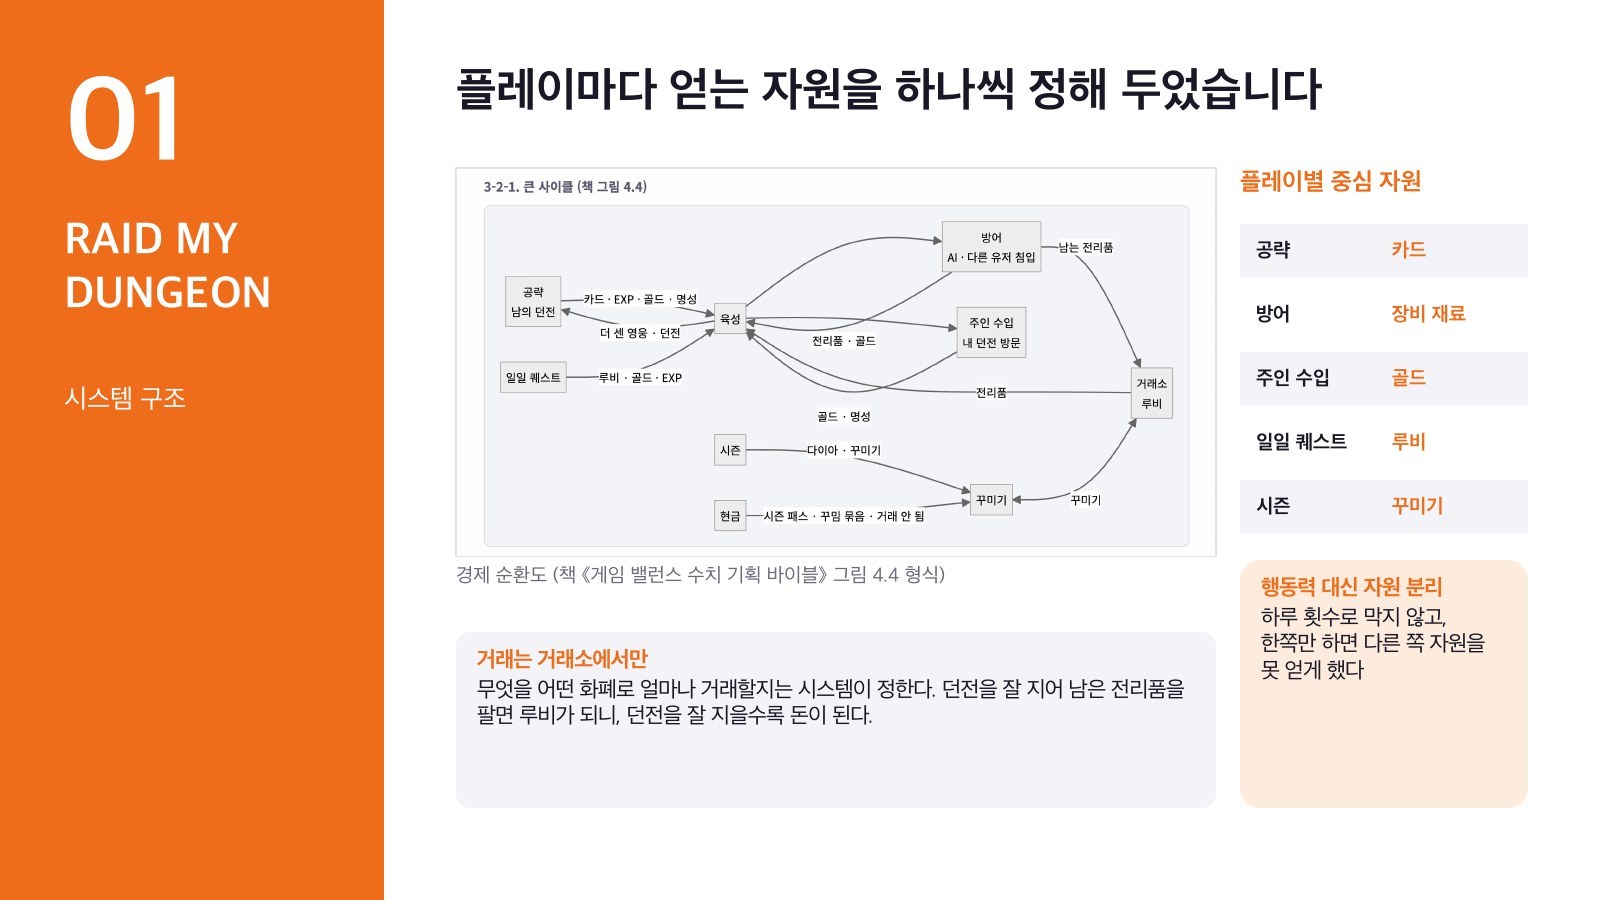 01
RAID MY
DUNGEON
시스템 구조
플레이마다 얻는 자원을 하나씩 정해 두었습니다
3-2-1. 큰 사이클 (책 그림 4.4)
방어
AI · 다른 유저 침입
남는 전리품
공략
남의 던전
카드 · EXP · 골드 · 명성
육성
더 센 영웅 · 던전
주인 수입
내 던전 방문
전리품 · 골드
일일 퀘스트
루비 · 골드 · EXP
전리품
거래소
루비
골드 · 명성
시즌
다이아 · 꾸미기
꾸미기
꾸미기
현금
시즌 패스 · 꾸밈 묶음 · 거래 안 됨
경제 순환도 (책 《게임 밸런스 수치 기획 바이블》 그림 4.4 형식)
거래는 거래소에서만
무엇을 어떤 화폐로 얼마나 거래할지는 시스템이 정한다. 던전을 잘 지어 남은 전리품을
팔면 루비가 되니, 던전을 잘 지을수록 돈이 된다.
플레이별 중심 자원
공략 카드
방어 장비 재료
주인 수입 골드
일일 퀘스트 루비
시즌 꾸미기
행동력 대신 자원 분리
하루 횟수로 막지 않고,
한쪽만 하면 다른 쪽 자원을
못 얻게 했다